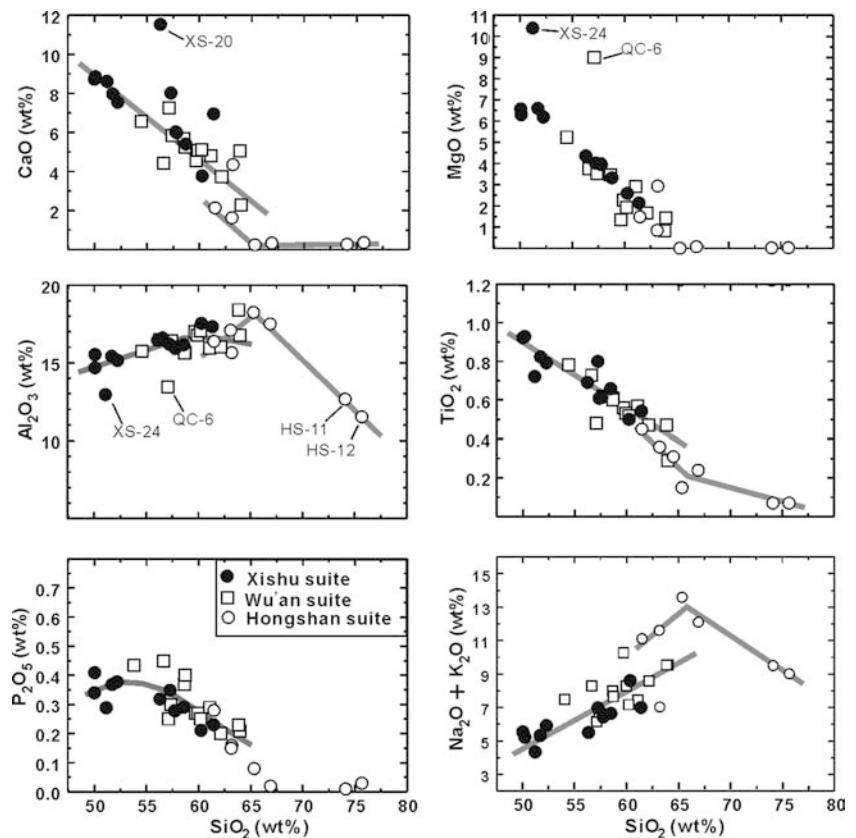 12
10
8
6
4
2
CaO (wt%)
XS-20
11
10
9
8
7
6
5
4
3
2
1
MgO (wt%)
XS-24
QC-6
20
15
10
Al₂O₃ (wt%)
XS-24
QC-6
HS-11
HS-12
1.2
1.0
0.8
0.6
0.4
0.2
TiO₂ (wt%)
0.8
0.7
0.6
0.5
0.4
0.3
0.2
0.1
0.0
P₂O₅ (wt%)
Xishu suite
Wu'an suite
Hongshan suite
50 55 60 65 70 75 80
SiO₂ (wt%)
15
13
11
9
7
5
3
Na₂O + K₂O (wt%)
50 55 60 65 70 75 80
SiO₂ (wt%)